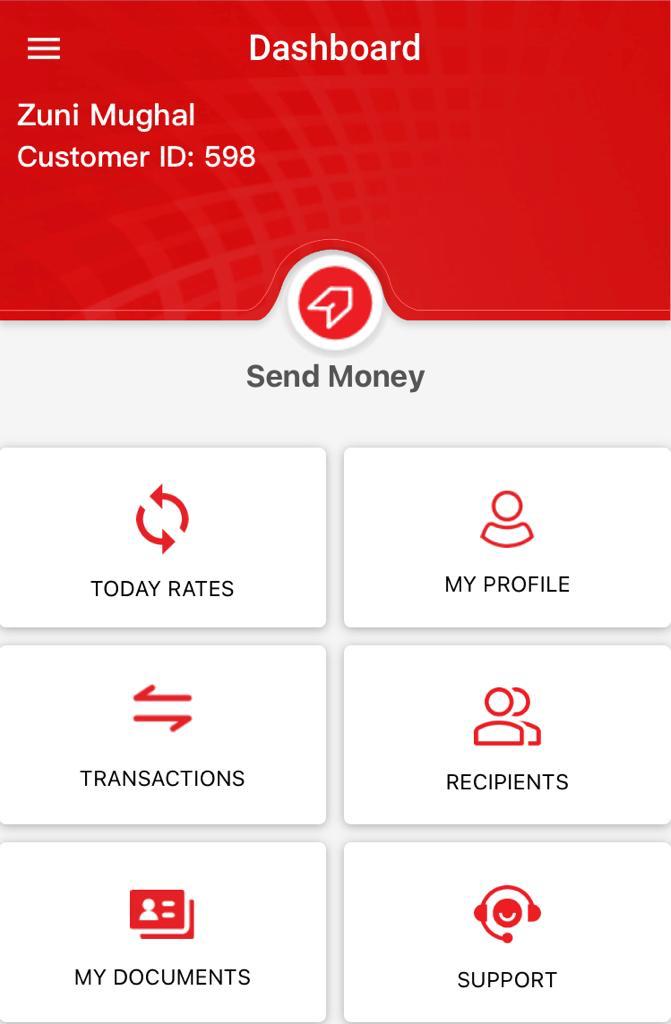 Dashboard
Zuni Mughal
Customer ID: 598
Send Money
TODAY RATES
MY PROFILE
TRANSACTIONS
RECIPIENTS
MY DOCUMENTS
SUPPORT